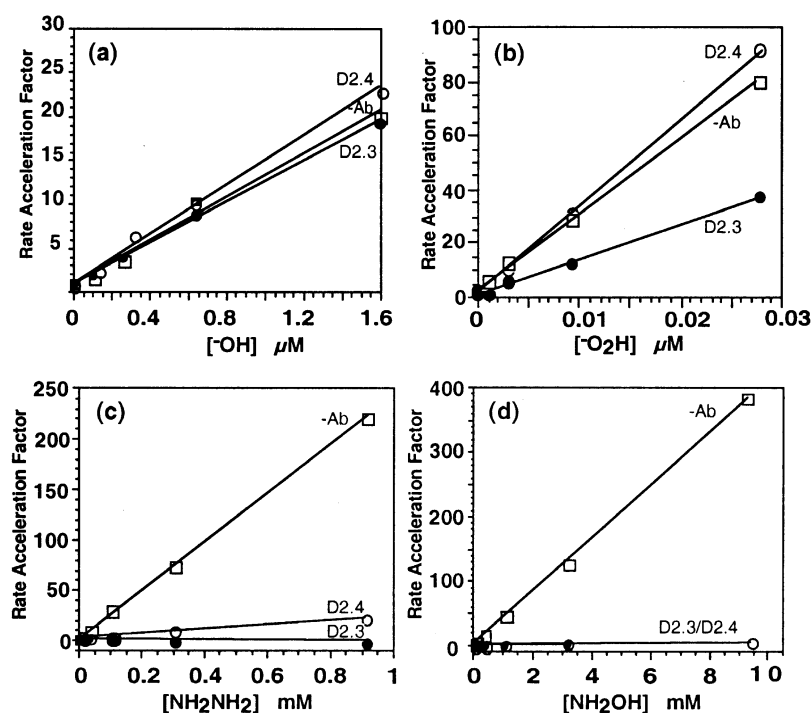 (a)
Rate Acceleration Factor
30
25
20
15
10
5
D2.4
-Ab
D2.3
0.4
0.8
1.2
1.6
[⁻OH] µM
(b)
Rate Acceleration Factor
100
80
60
40
20
0
D2.4
-Ab
D2.3
0
0.01
0.02
0.03
[⁻O₂H] µM
(c)
Rate Acceleration Factor
250
200
150
100
50
0
-Ab
D2.4
D2.3
0
0.2
0.4
0.6
0.8
1
[NH₂NH₂] mM
(d)
Rate Acceleration Factor
400
300
200
100
0
-Ab
D2.3/D2.4
0
2
4
6
8
10
[NH₂OH] mM